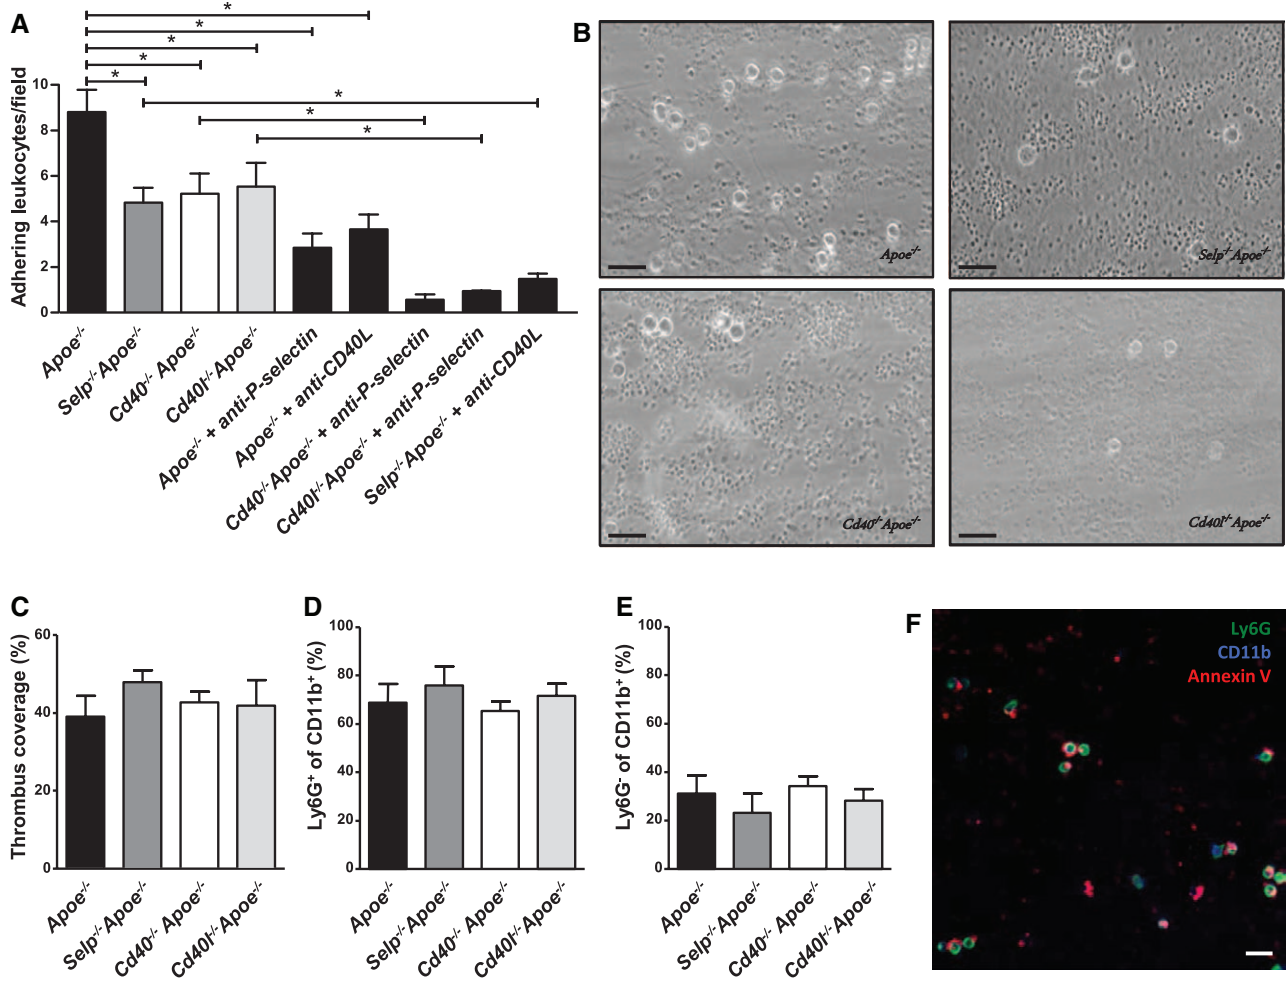 A
*
*
*
*
*
*
*
*
Adhering leukocytes/field
10
8
6
4
2
0
Apoe-/-
Selp-/- Apoe-/-
Cd40-/- Apoe-/-
Cd40l-/- Apoe-/-
Apoe-/- + anti-P-selectin
Apoe-/- + anti-CD40L
Cd40-/- Apoe-/- + anti-P-selectin
Cd40l-/- Apoe-/- + anti-P-selectin
Selp-/- Apoe-/- + anti-CD40L
B
Apoe-/-
Selp-/-Apoe-/-
Cd40-/-Apoe-/-
Cd40l-/-Apoe-/-
C
Thrombus coverage (%)
60
40
20
0
Apoe-/-
Selp-/- Apoe-/-
Cd40-/- Apoe-/-
Cd40l-/- Apoe-/-
D
Ly6G+ of CD11b+ (%)
100
80
60
40
20
0
Apoe-/-
Selp-/- Apoe-/-
Cd40-/- Apoe-/-
Cd40l-/- Apoe-/-
E
Ly6G- of CD11b+ (%)
100
80
60
40
20
0
Apoe-/-
Selp-/- Apoe-/-
Cd40-/- Apoe-/-
Cd40l-/- Apoe-/-
F
Ly6G
CD11b
Annexin V